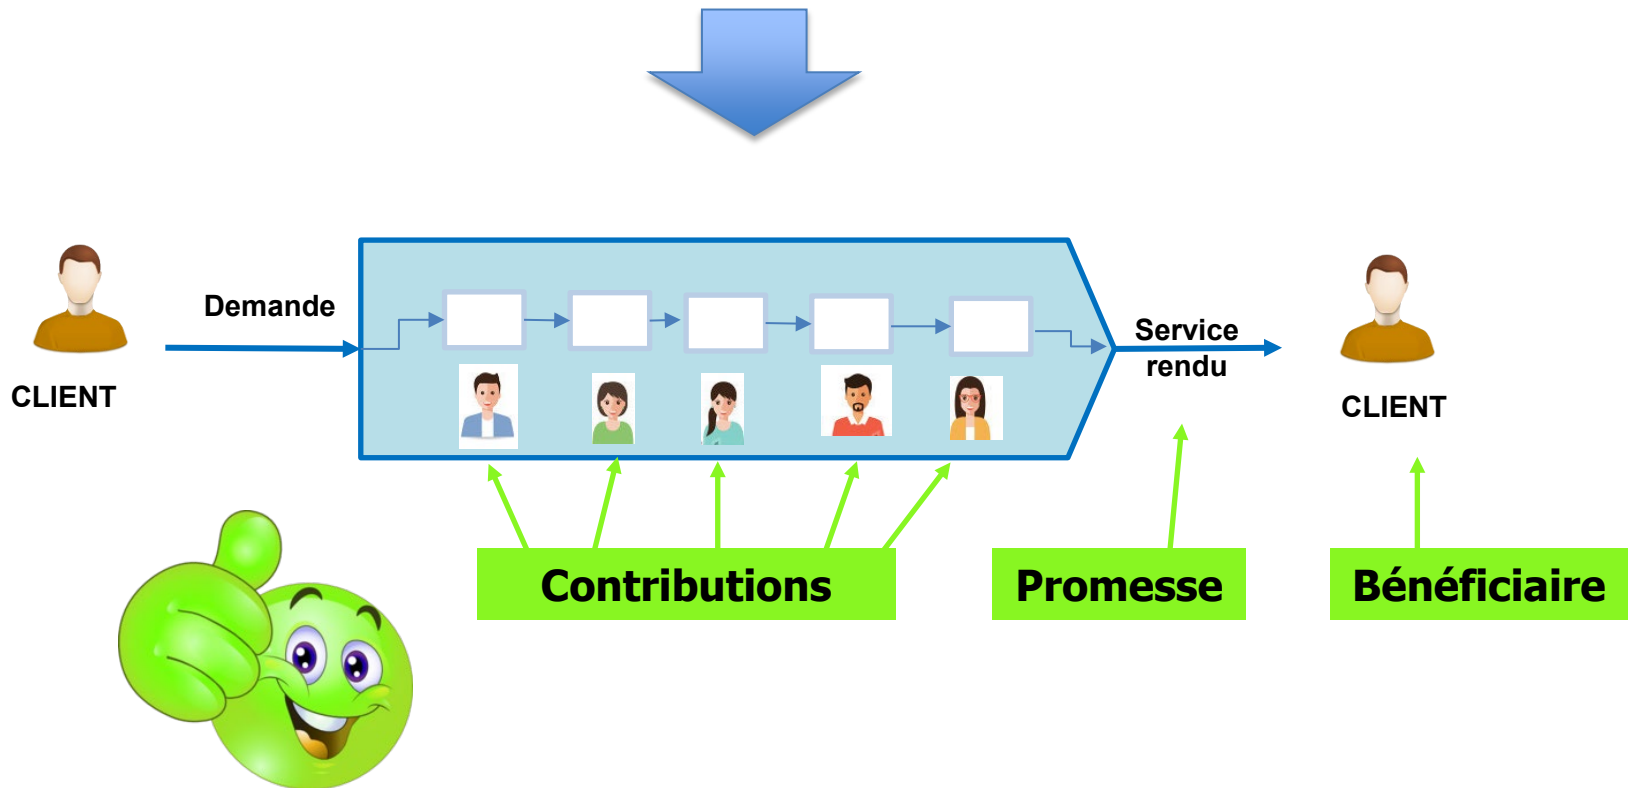 Demande
CLIENT
Service
rendu
CLIENT
Contributions
Promesse
Bénéficiaire